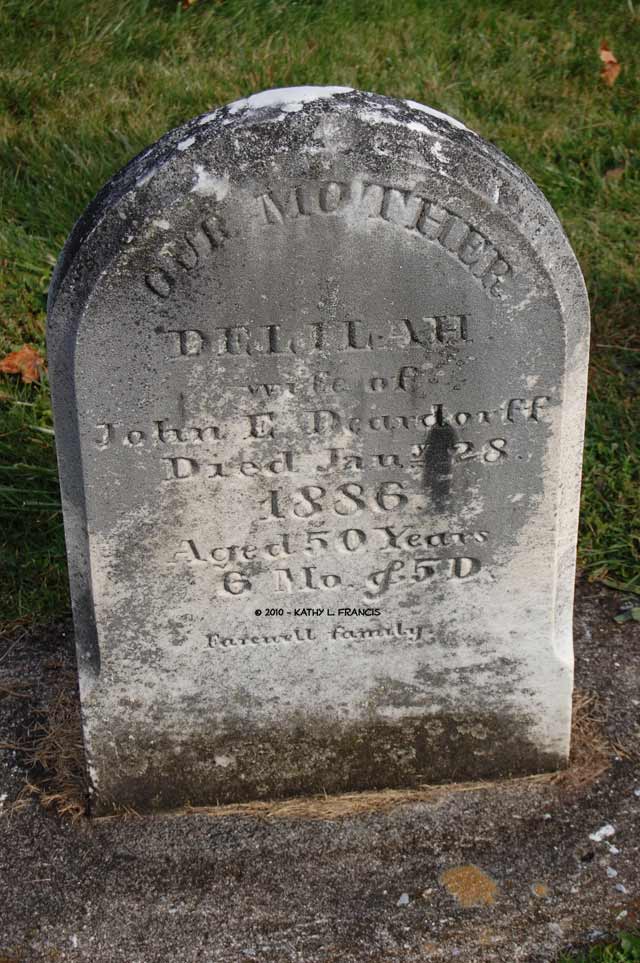 OUR MOTHER
DELILAH
wife of
John E Deardorff
Died Jan.y 28.
1886.
Aged 50 Years
6 Mo. & 5 D.
© 2010 - KATHY L. FRANCIS
Farewell family.